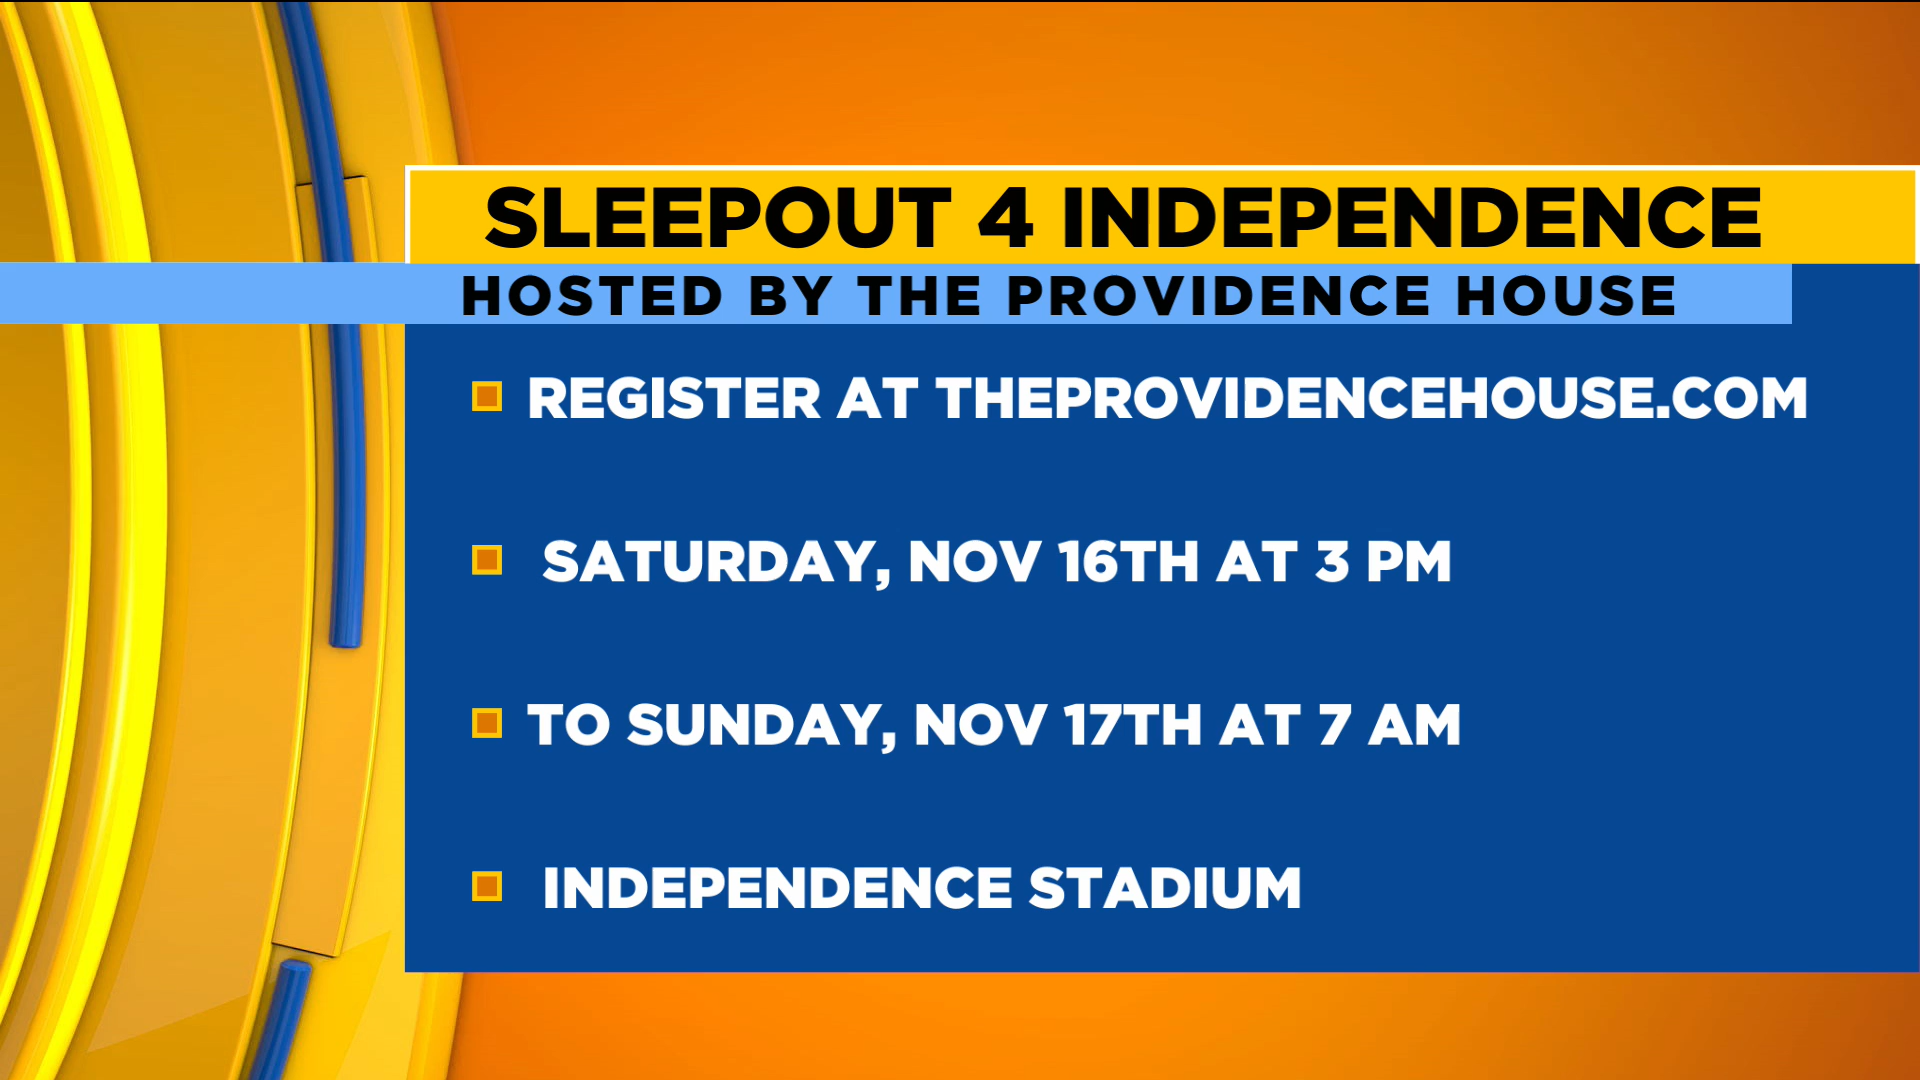 SLEEPOUT 4 INDEPENDENCE
HOSTED BY THE PROVIDENCE HOUSE
REGISTER AT THEPROVIDENCEHOUSE.COM
SATURDAY, NOV 16TH AT 3 PM
TO SUNDAY, NOV 17TH AT 7 AM
INDEPENDENCE STADIUM